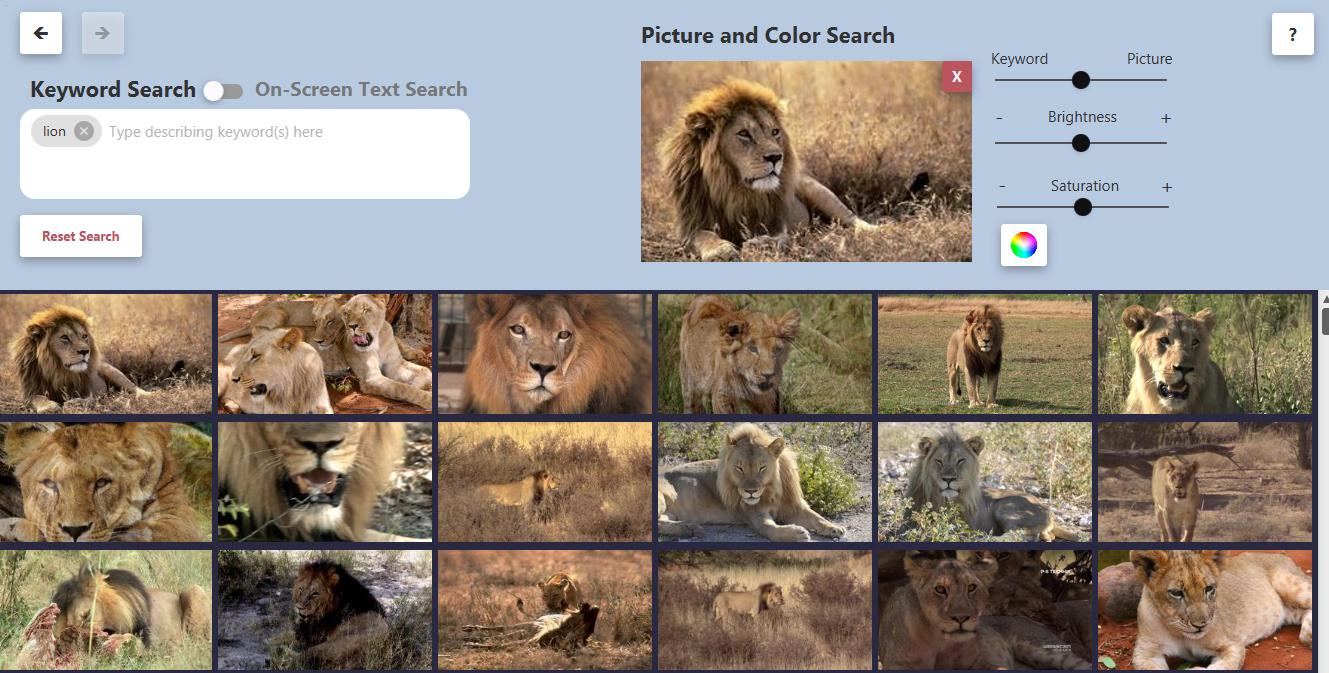 Picture and Color Search
?
X
Keyword Picture
Keyword Search On-Screen Text Search
- Brightness +
lion Type describing keyword(s) here
- Saturation +
Reset Search